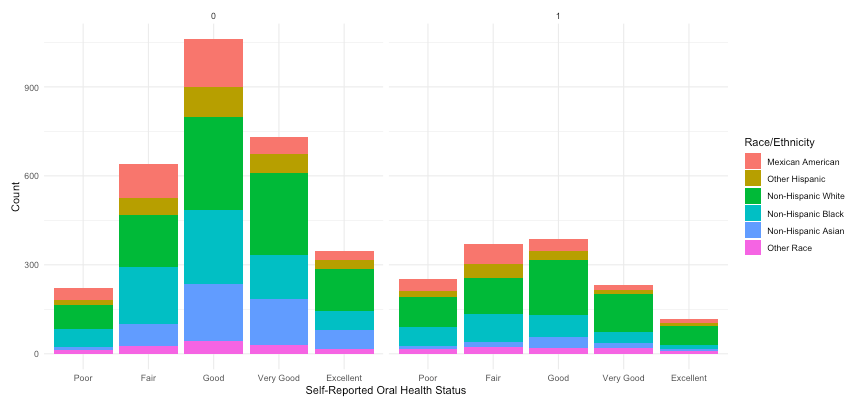 0
1
Count
900
600
300
0
Poor
Fair
Good
Very Good
Excellent
Poor
Fair
Good
Very Good
Excellent
Self-Reported Oral Health Status
Race/Ethnicity
Mexican American
Other Hispanic
Non-Hispanic White
Non-Hispanic Black
Non-Hispanic Asian
Other Race